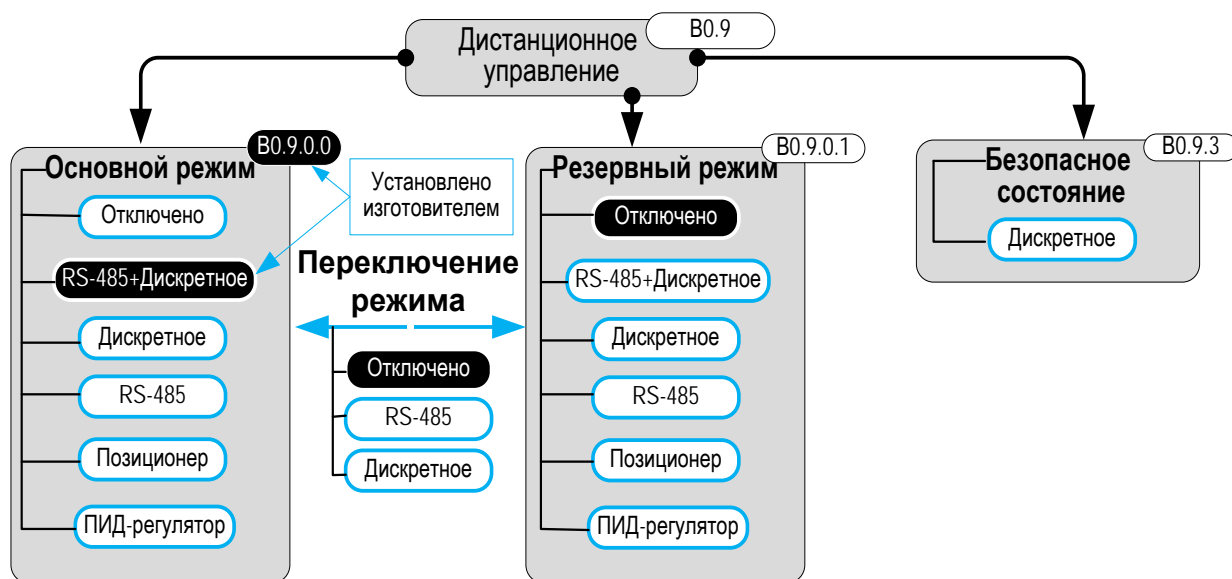 Дистанционное
управление
B0.9
Основной режим
B0.9.0.0
Отключено
RS-485+Дискретное
Дискретное
RS-485
Позиционер
ПИД-регулятор
Установлено
изготовителем
Переключение
режима
Отключено
RS-485
Дискретное
Резервный режим
B0.9.0.1
Отключено
RS-485+Дискретное
Дискретное
RS-485
Позиционер
ПИД-регулятор
Безопасное
состояние
B0.9.3
Дискретное